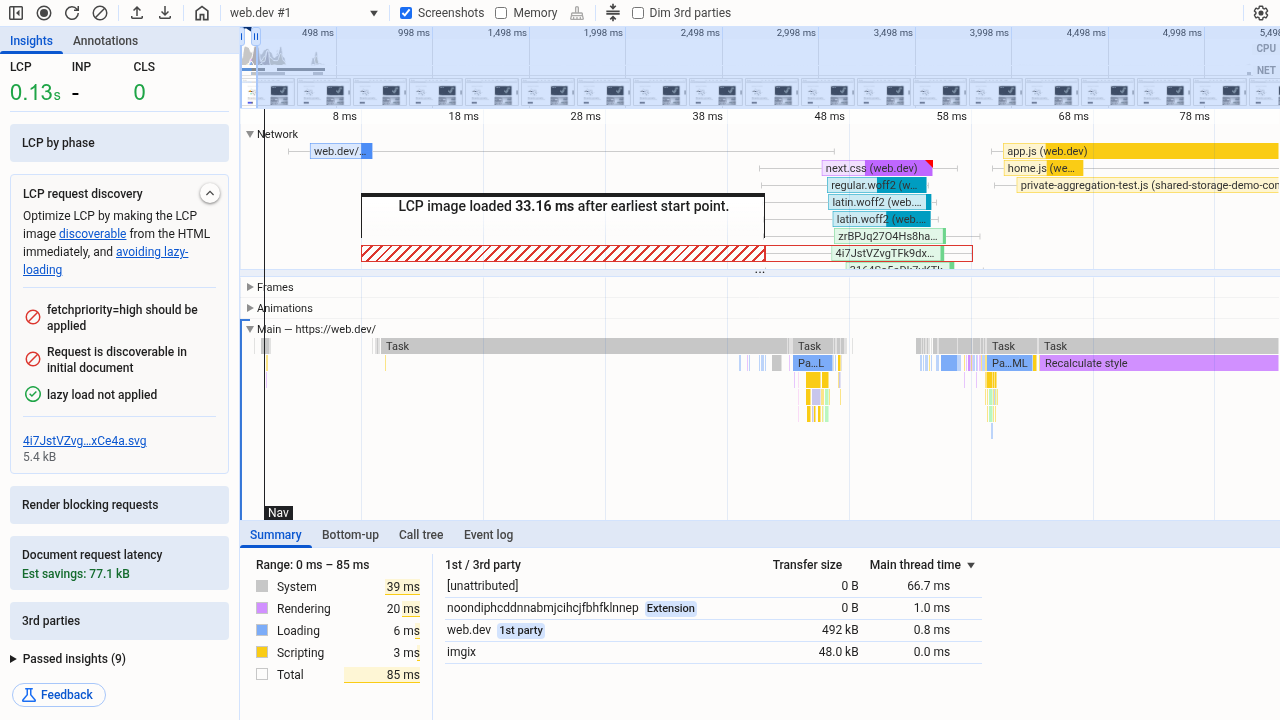 web.dev #1
Screenshots
Memory
Dim 3rd parties
Insights
Annotations
LCP
INP
CLS
0.13s
-
0
LCP by phase
LCP request discovery
Optimize LCP by making the LCP
image discoverable from the HTML
immediately, and avoiding lazy-
loading
fetchpriority=high should be
applied
Request is discoverable in
initial document
lazy load not applied
4i7JstVZvg…xCe4a.svg
5.4 kB
Render blocking requests
Document request latency
Est savings: 77.1 kB
3rd parties
Passed insights (9)
Feedback
498 ms
998 ms
1,498 ms
1,998 ms
2,498 ms
2,998 ms
3,498 ms
3,998 ms
4,498 ms
4,998 ms
5,498
CPU
NET
8 ms
18 ms
28 ms
38 ms
48 ms
58 ms
68 ms
78 ms
Network
web.dev/…
next.css (web.dev)
regular.woff2 (w…
latin.woff2 (web.…
latin.woff2 (web.…
zrBPJq27O4Hs8ha…
4i7JstVZvgTFk9dx…
app.js (web.dev)
home.js (we…
private-aggregation-test.js (shared-storage-demo-con
LCP image loaded 33.16 ms after earliest start point.
...
Frames
Animations
Main — https://web.dev/
Task
Task
Task
Task
Pa…L
Pa…ML
Recalculate style
Nav
Summary
Bottom-up
Call tree
Event log
Range: 0 ms – 85 ms
System 39 ms
Rendering 20 ms
Loading 6 ms
Scripting 3 ms
Total 85 ms
1st / 3rd party Transfer size Main thread time
[unattributed] 0 B 66.7 ms
noondiphcddnnabmjcihcjfbhfklnnep Extension 0 B 1.0 ms
web.dev 1st party 492 kB 0.8 ms
imgix 48.0 kB 0.0 ms